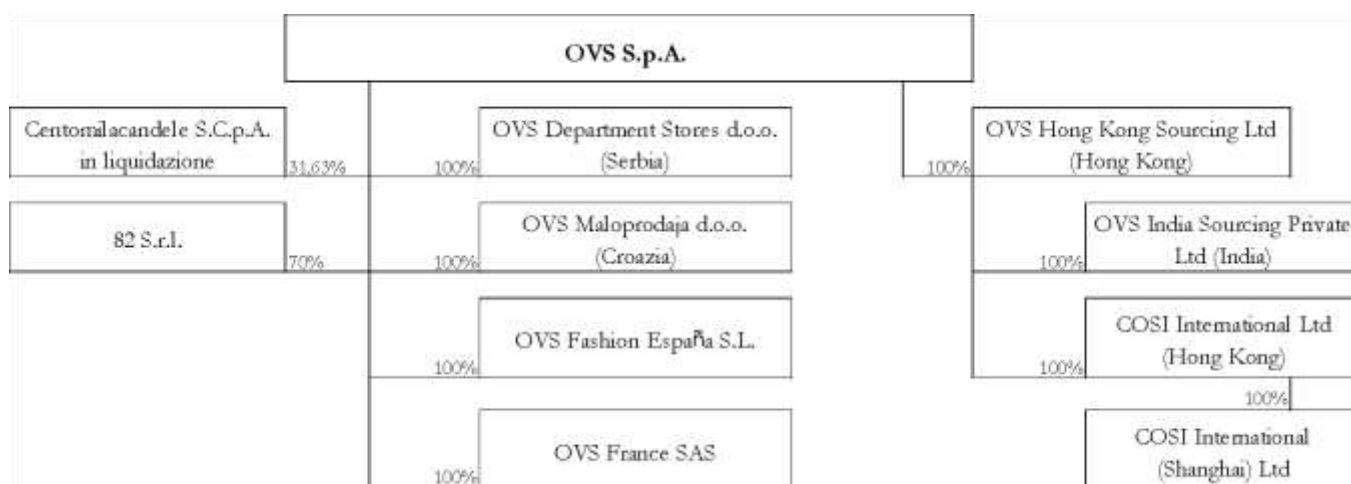 OVS S.p.A.
Centomilacandele S.C.p.A.
in liquidazione
31,63%
100%
OVS Department Stores d.o.o.
(Serbia)
100%
OVS Hong Kong Sourcing Ltd
(Hong Kong)
82 S.r.l.
70%
100%
OVS Maloprodaja d.o.o.
(Croazia)
100%
OVS India Sourcing Private
Ltd (India)
100%
OVS Fashion España S.L.
100%
COSI International Ltd
(Hong Kong)
100%
100%
OVS France SAS
COSI International
(Shanghai) Ltd